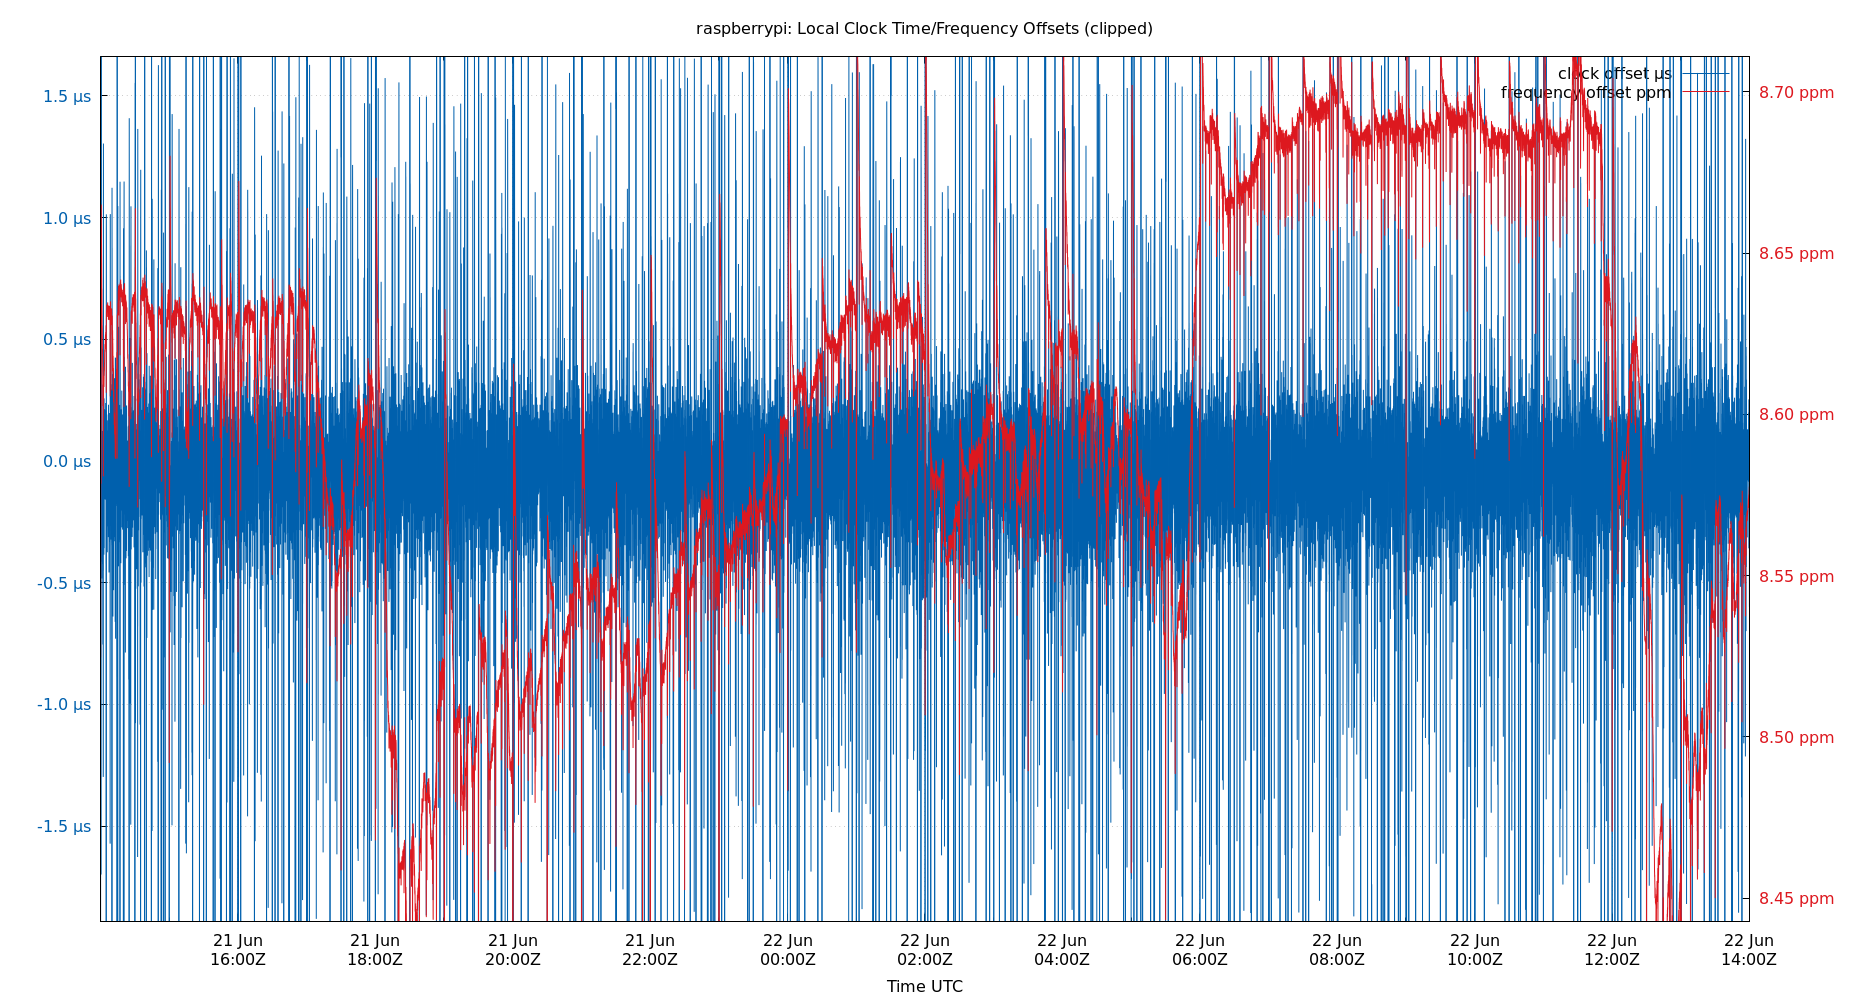 raspberrypi: Local Clock Time/Frequency Offsets (clipped)
clock offset µs
frequency offset ppm
1.5 µs
1.0 µs
0.5 µs
0.0 µs
-0.5 µs
-1.0 µs
-1.5 µs
8.70 ppm
8.65 ppm
8.60 ppm
8.55 ppm
8.50 ppm
8.45 ppm
21 Jun 21 Jun 21 Jun 21 Jun 22 Jun 22 Jun 22 Jun 22 Jun 22 Jun 22 Jun 22 Jun 22 Jun
16:00Z 18:00Z 20:00Z 22:00Z 00:00Z 02:00Z 04:00Z 06:00Z 08:00Z 10:00Z 12:00Z 14:00Z
Time UTC